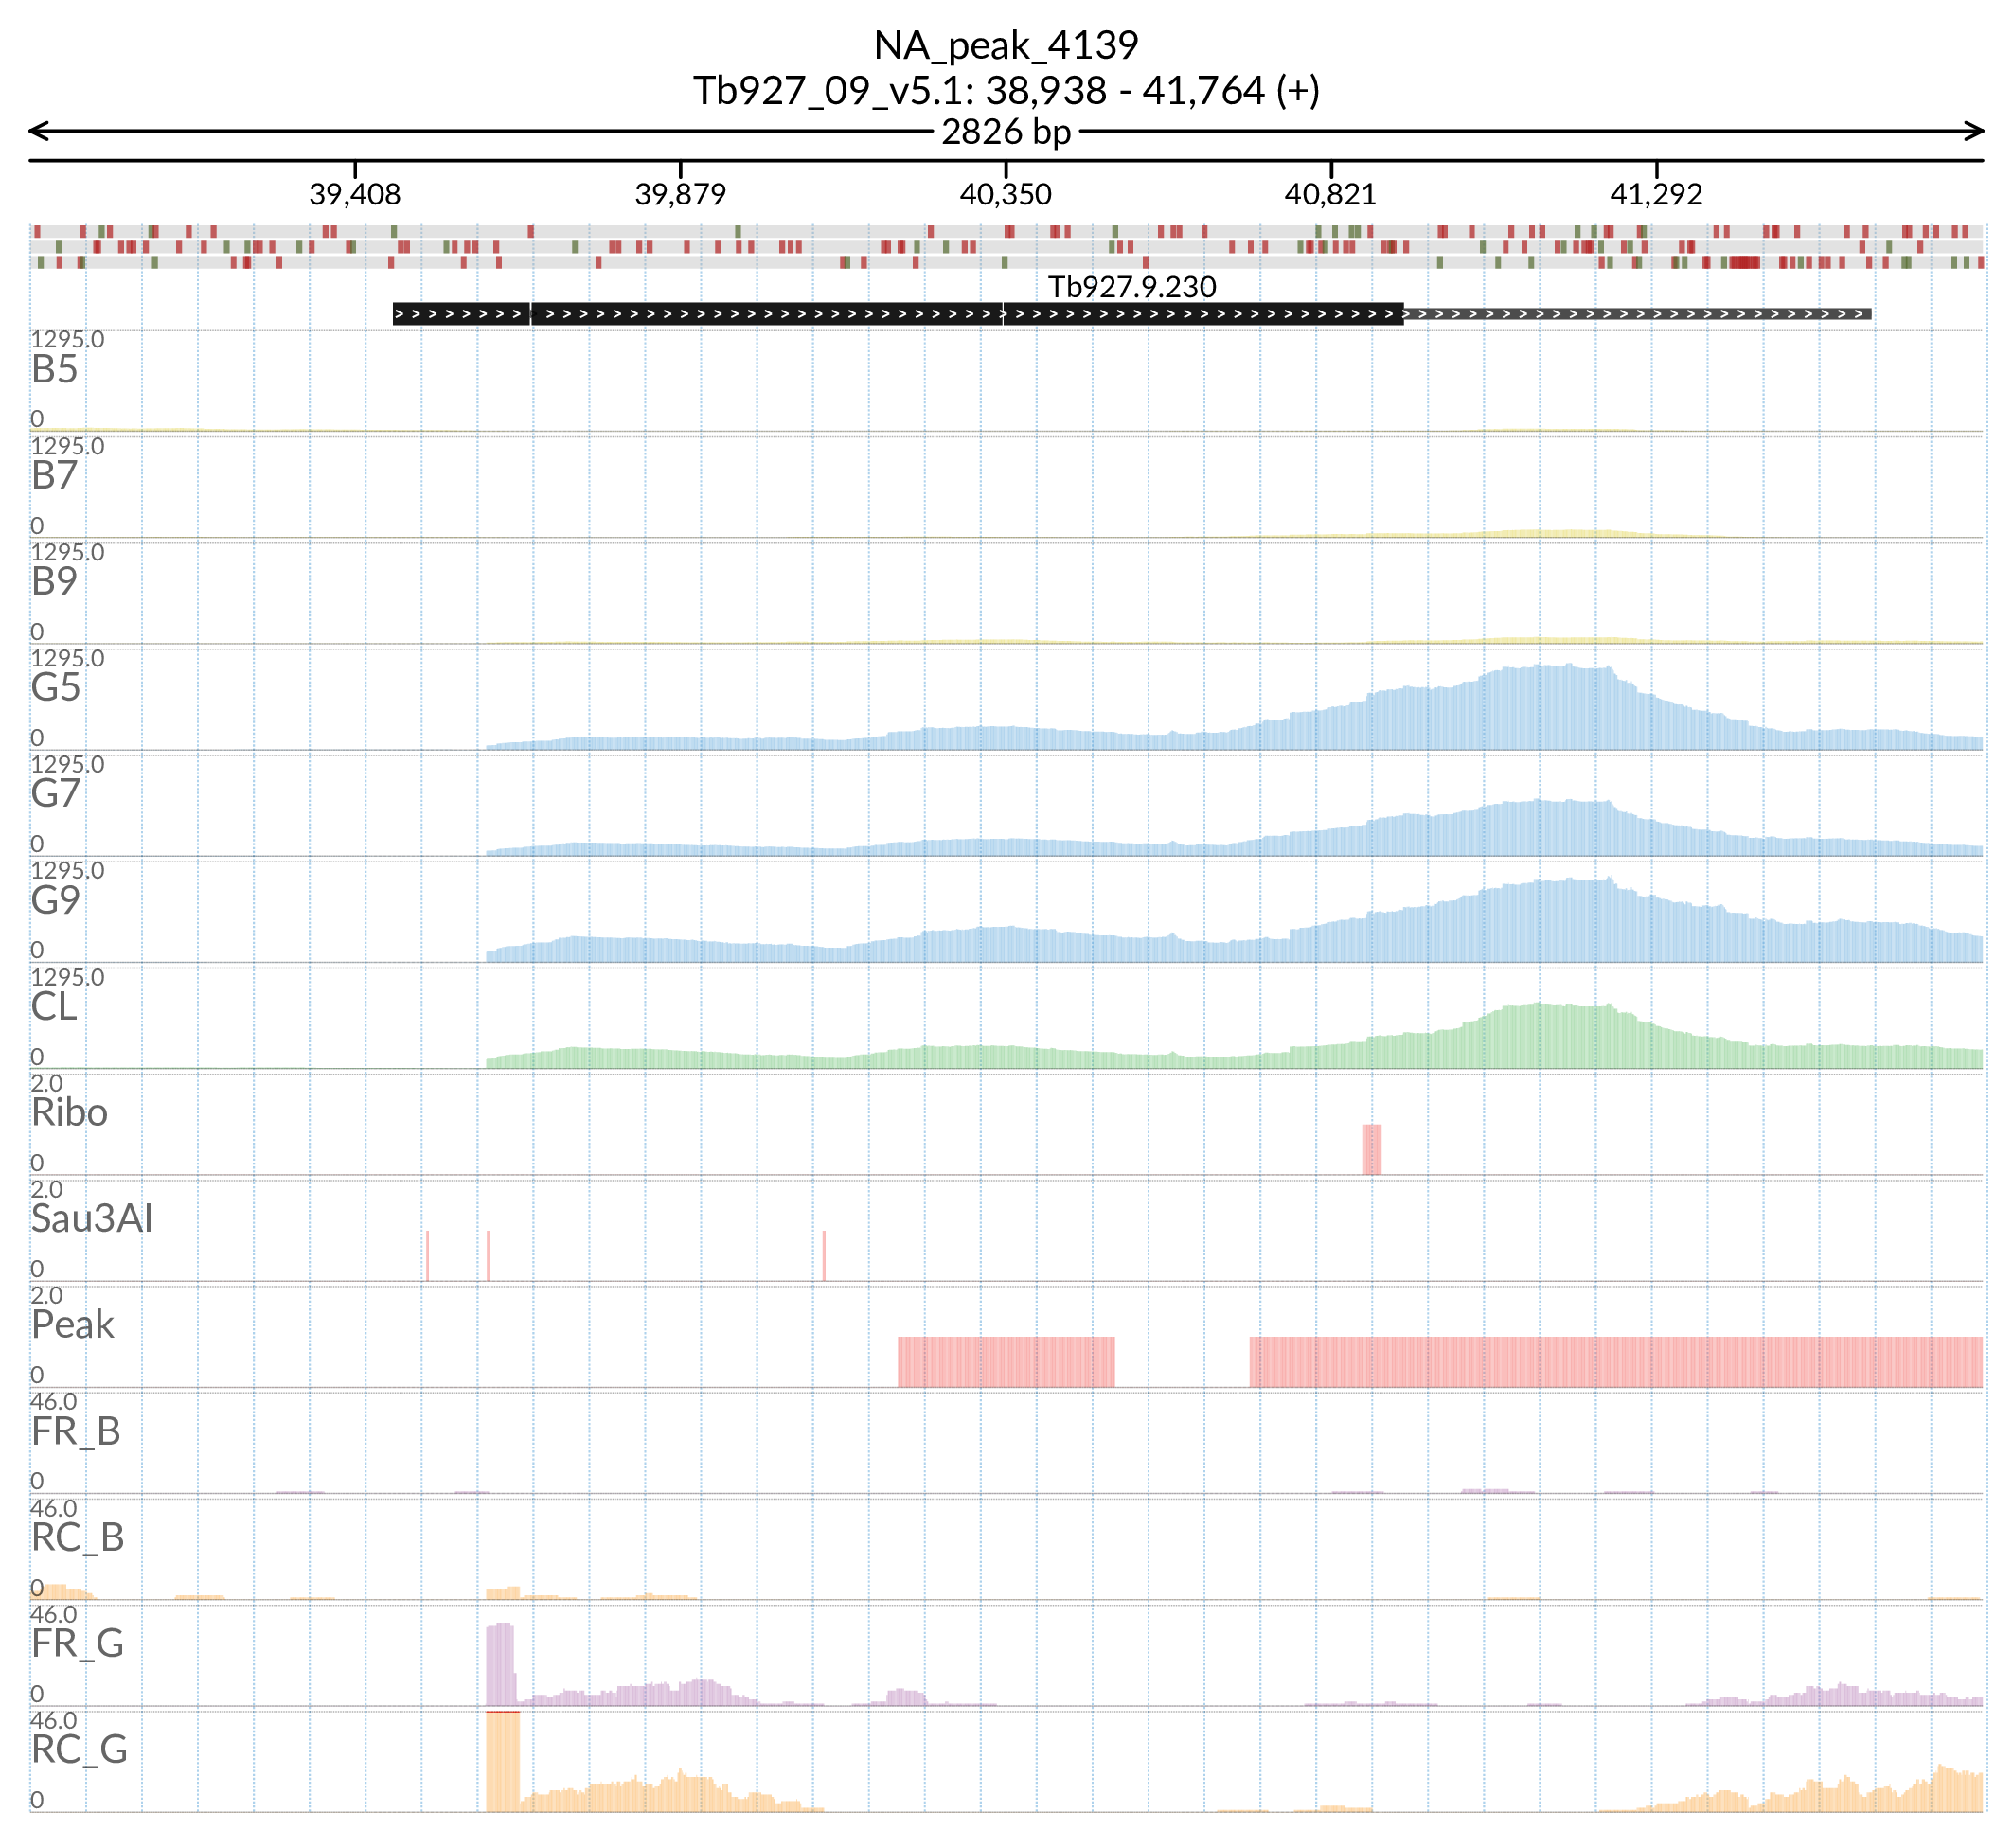 NA_peak_4139
Tb927_09_v5.1: 38,938 - 41,764 (+)
2826 bp
39,408 39,879 40,350 40,821 41,292
Tb927.9.230
1295.0
B5
0
1295.0
B7
0
1295.0
B9
0
1295.0
G5
0
1295.0
G7
0
1295.0
G9
0
1295.0
CL
0
2.0
Ribo
0
2.0
Sau3AI
0
2.0
Peak
0
46.0
FR_B
0
46.0
RC_B
0
46.0
FR_G
0
46.0
RC_G
0